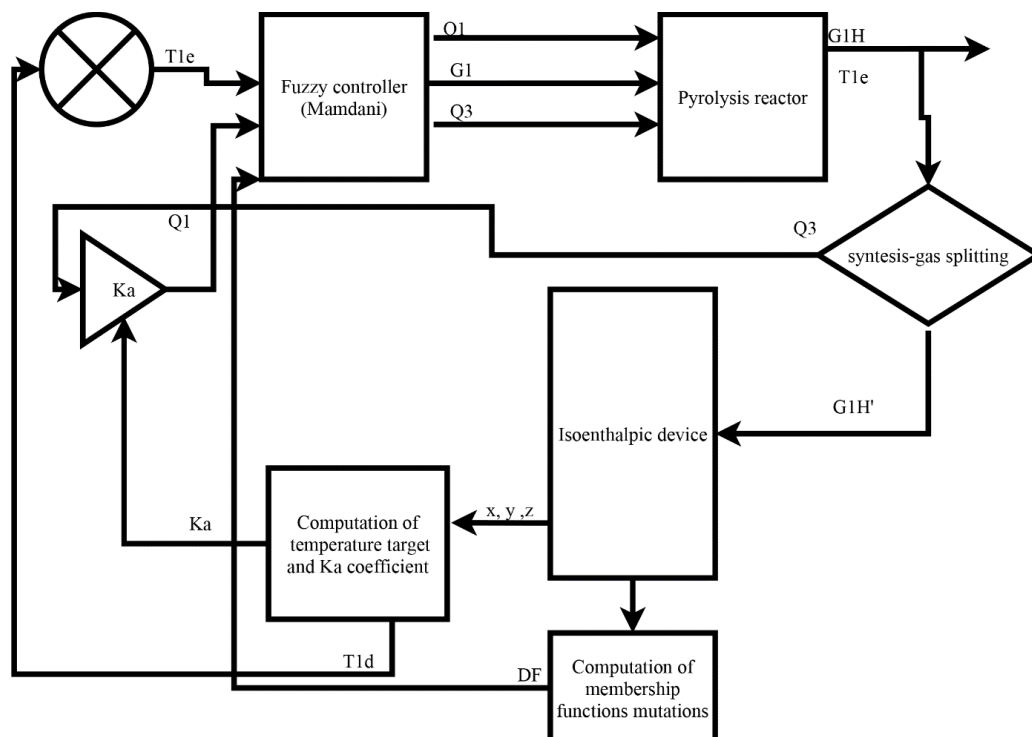 T1e
Fuzzy controller
(Mamdani)
Q1
G1
Q3
Pyrolysis reactor
G1H
T1e
Q1
Ka
Q3
syntesis-gas splitting
G1H'
Isoenthalpic device
x, y ,z
Ka
Computation of
temperature target
and Ka coefficient
T1d
DF
Computation of
membership
functions mutations